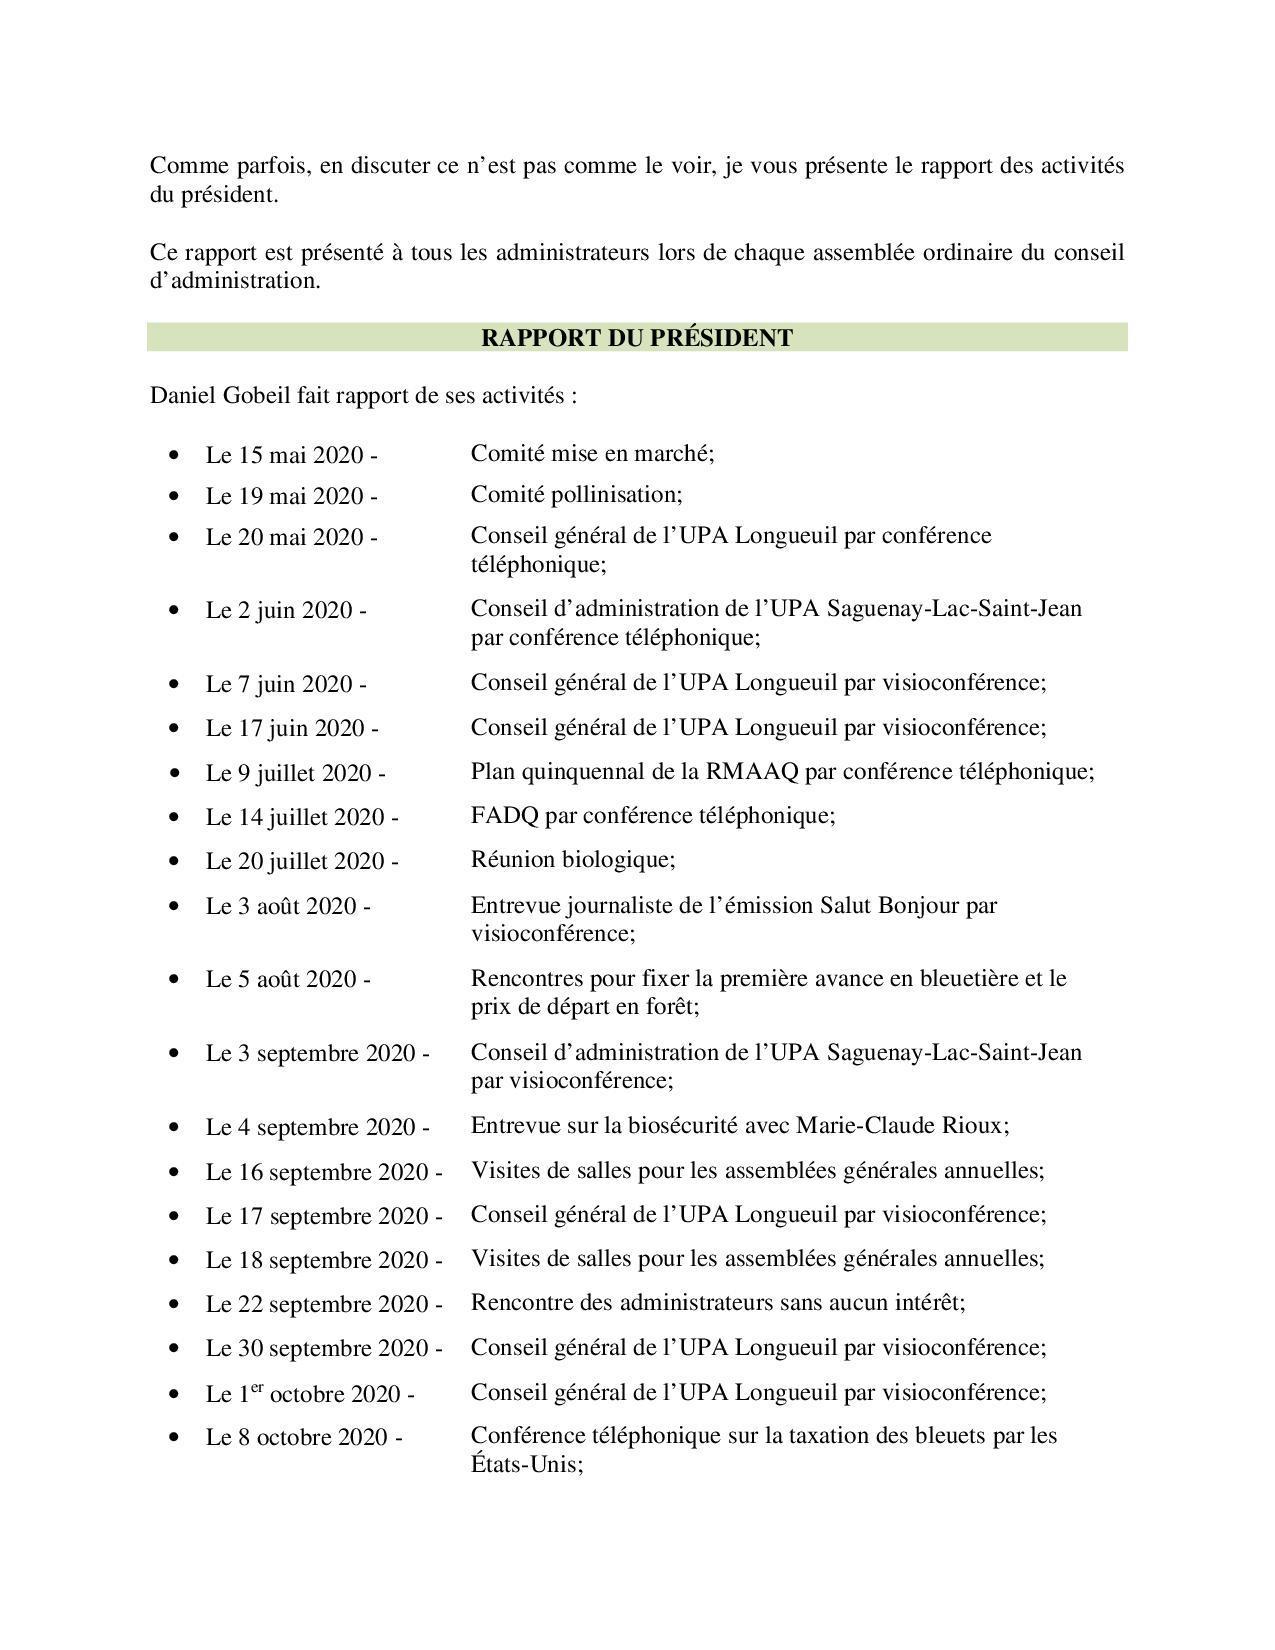 Comme parfois, en discuter ce n’est pas comme le voir, je vous présente le rapport des activités
du président.
Ce rapport est présenté à tous les administrateurs lors de chaque assemblée ordinaire du conseil
d’administration.
RAPPORT DU PRÉSIDENT
Daniel Gobeil fait rapport de ses activités :
• Le 15 mai 2020 - Comité mise en marché;
• Le 19 mai 2020 - Comité pollinisation;
• Le 20 mai 2020 - Conseil général de l’UPA Longueuil par conférence
téléphonique;
• Le 2 juin 2020 - Conseil d’administration de l’UPA Saguenay-Lac-Saint-Jean
par conférence téléphonique;
• Le 7 juin 2020 - Conseil général de l’UPA Longueuil par visioconférence;
• Le 17 juin 2020 - Conseil général de l’UPA Longueuil par visioconférence;
• Le 9 juillet 2020 - Plan quinquennal de la RMAAQ par conférence téléphonique;
• Le 14 juillet 2020 - FADQ par conférence téléphonique;
• Le 20 juillet 2020 - Réunion biologique;
• Le 3 août 2020 - Entrevue journaliste de l’émission Salut Bonjour par
visioconférence;
• Le 5 août 2020 - Rencontres pour fixer la première avance en bleuetière et le
prix de départ en forêt;
• Le 3 septembre 2020 - Conseil d’administration de l’UPA Saguenay-Lac-Saint-Jean
par visioconférence;
• Le 4 septembre 2020 - Entrevue sur la biosécurité avec Marie-Claude Rioux;
• Le 16 septembre 2020 - Visites de salles pour les assemblées générales annuelles;
• Le 17 septembre 2020 - Conseil général de l’UPA Longueuil par visioconférence;
• Le 18 septembre 2020 - Visites de salles pour les assemblées générales annuelles;
• Le 22 septembre 2020 - Rencontre des administrateurs sans aucun intérêt;
• Le 30 septembre 2020 - Conseil général de l’UPA Longueuil par visioconférence;
• Le 1er octobre 2020 - Conseil général de l’UPA Longueuil par visioconférence;
• Le 8 octobre 2020 - Conférence téléphonique sur la taxation des bleuets par les
États-Unis;